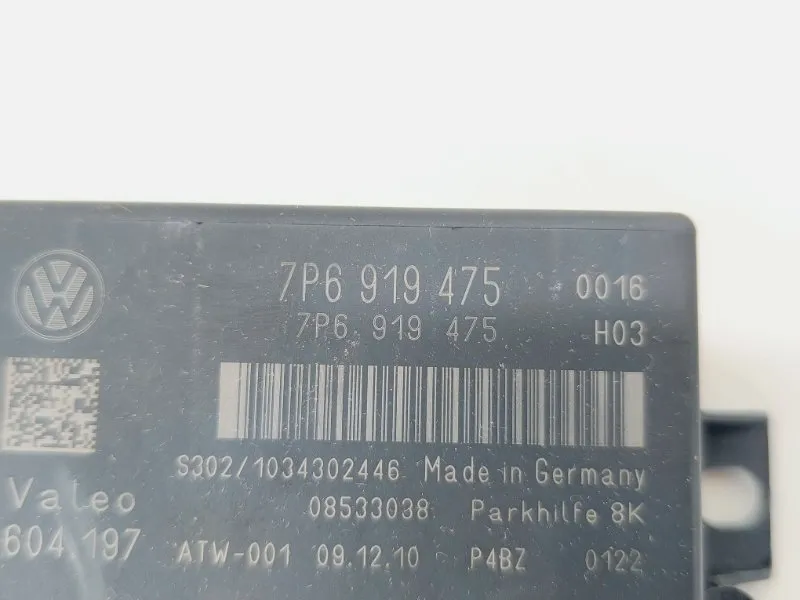 7P6 919 475 0016
7P6 919 475 H03
S302/1034302446 Made in Germany
Valeo 08533038 Parkhilfe 8K
604.197 ATW-001 09.12.10 P4BZ 0122